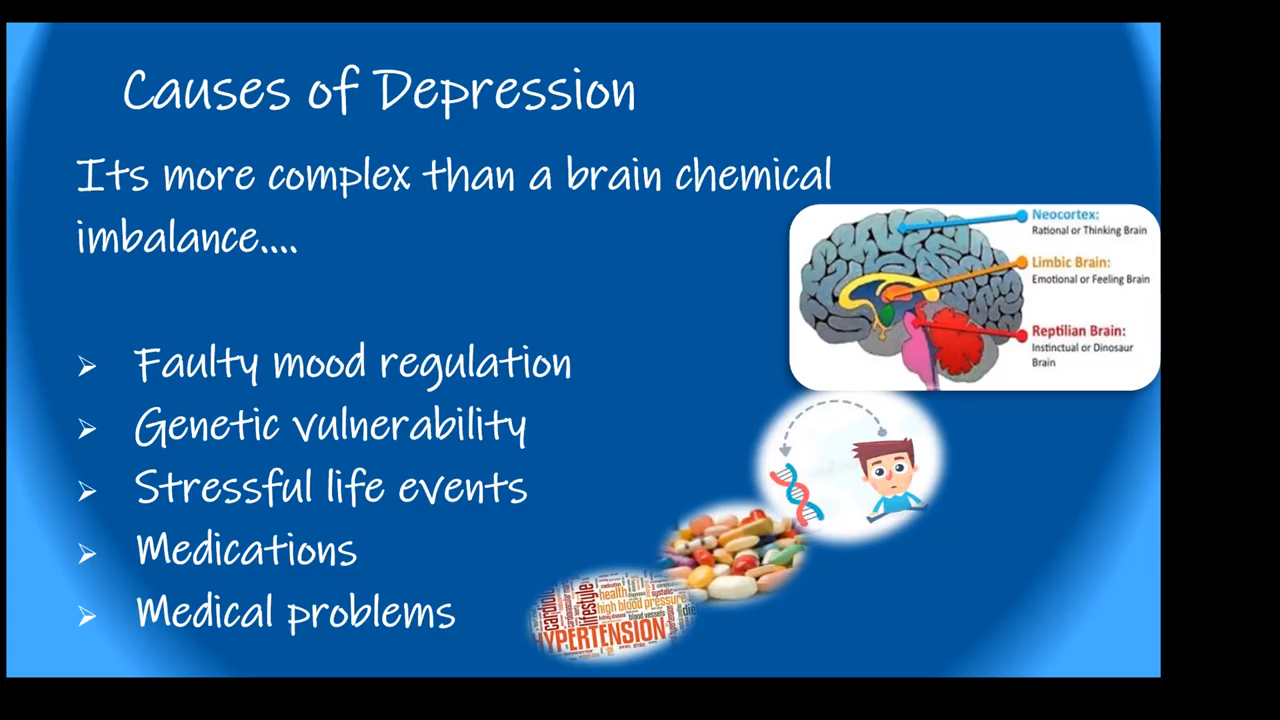 Causes of Depression
Its more complex than a brain chemical
imbalance....
Faulty mood regulation
Genetic vulnerability
Stressful life events
Medications
Medical problems
Neocortex:
Rational or Thinking Brain
Limbic Brain:
Emotional or Feeling Brain
Reptilian Brain:
Instinctual or Dinosaur
Brain
lifestyle
health
high blood pressure
blood vessels
HYPERTENSION